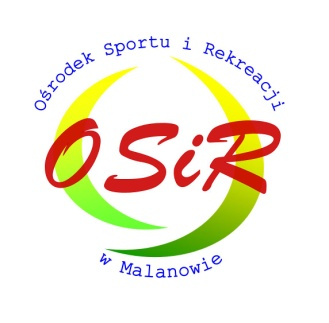 Ośrodek Sportu i Rekreacji
OSiR
w Malanowie